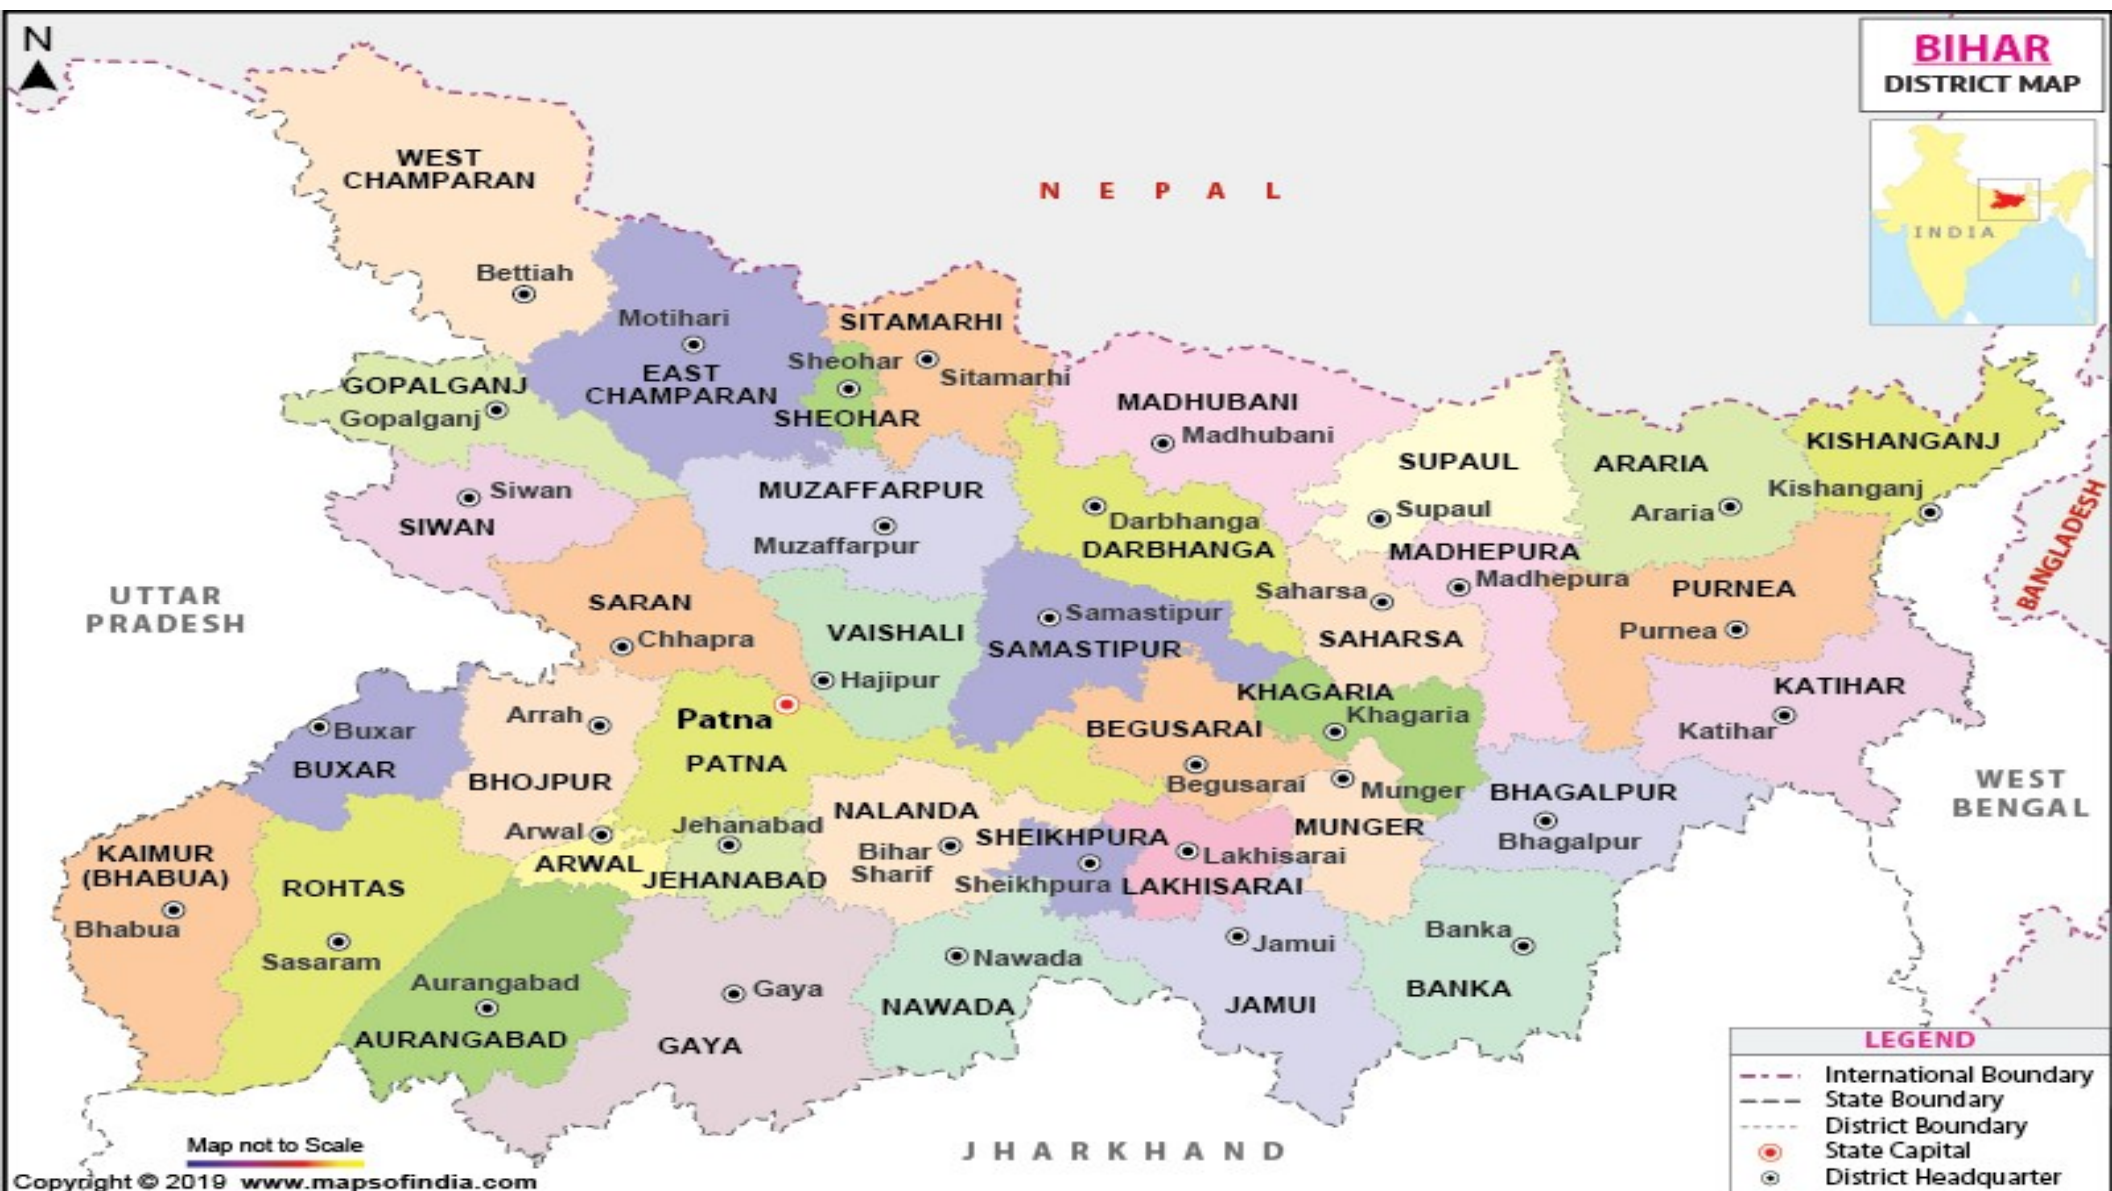 N
BIHAR
DISTRICT MAP
INDIA
NEPAL
WEST
CHAMPARAN
Bettiah
Motihari
EAST
CHAMPARAN
SITAMARHI
Sheohar
Sitamarhi
SHEOHAR
GOPALGANJ
Gopalganj
MADHUBANI
Madhubani
SUPAUL
Supaul
ARARIA
Araria
KISHANGANJ
Kishanganj
Siwan
SIWAN
MUZAFFARPUR
Muzaffarpur
Darbhanga
DARBHANGA
MADHEPURA
Madhepura
BANGLADESH
UTTAR
PRADESH
SARAN
Chhapra
VAISHALI
Hajipur
Samastipur
SAMASTIPUR
Saharsa
SAHARSA
PURNEA
Purnea
KATIHAR
Katihar
Buxar
BUXAR
Arrah
BHOJPUR
Patna
PATNA
BEGUSARAI
Begusarai
KHAGARIA
Khagaria
Munger
MUNGER
BHAGALPUR
Bhagalpur
WEST
BENGAL
KAIMUR
(BHABUA)
Bhabua
ROHTAS
Sasaram
Arwal
ARWAL
Jehanabad
JEHANABAD
NALANDA
Bihar
Sharif
SHEIKHPURA
Sheikhpura
Lakhisarai
LAKHISARAI
Aurangabad
AURANGABAD
Gaya
GAYA
Nawada
NAWADA
Jamui
JAMUI
Banka
BANKA
JHARKHAND
LEGEND
International Boundary
State Boundary
District Boundary
State Capital
District Headquarter
Map not to Scale
Copyright © 2019 www.mapsofindia.com